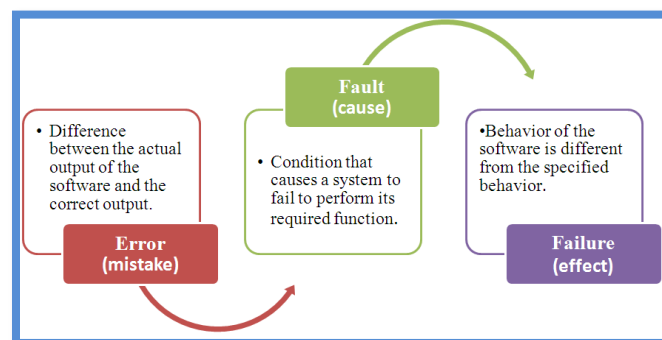 • Difference
between the actual
output of the
software and the
correct output.
Error
(mistake)
Fault
(cause)
• Condition that
causes a system to
fail to perform its
required function.
•Behavior of the
software is different
from the specified
behavior.
Failure
(effect)